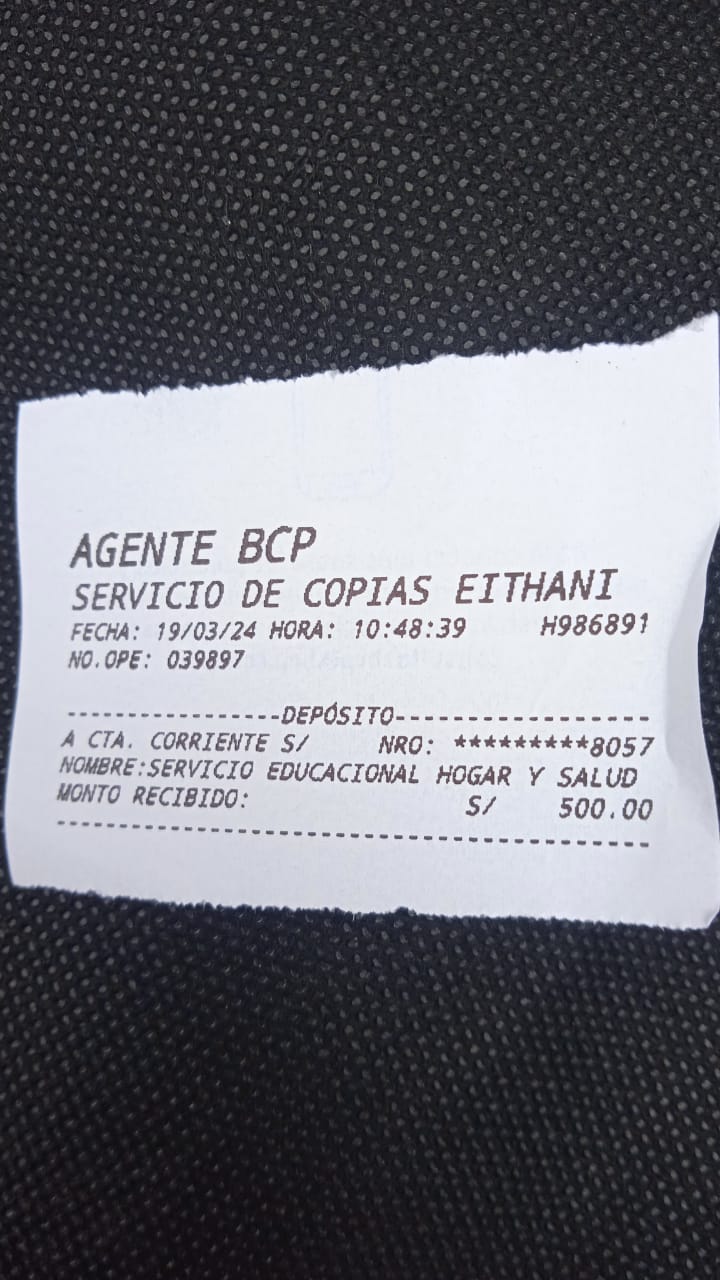 AGENTE BCP
SERVICIO DE COPIAS EITHANI
FECHA: 19/03/24 HORA: 10:48:39 H986891
NO.OPE: 039897
-----------------DEPÓSITO--------------------
A CTA. CORRIENTE S/ NRO: *********8057
NOMBRE:SERVICIO EDUCACIONAL HOGAR Y SALUD
MONTO RECIBIDO: S/ 500.00
---------------------------------------------